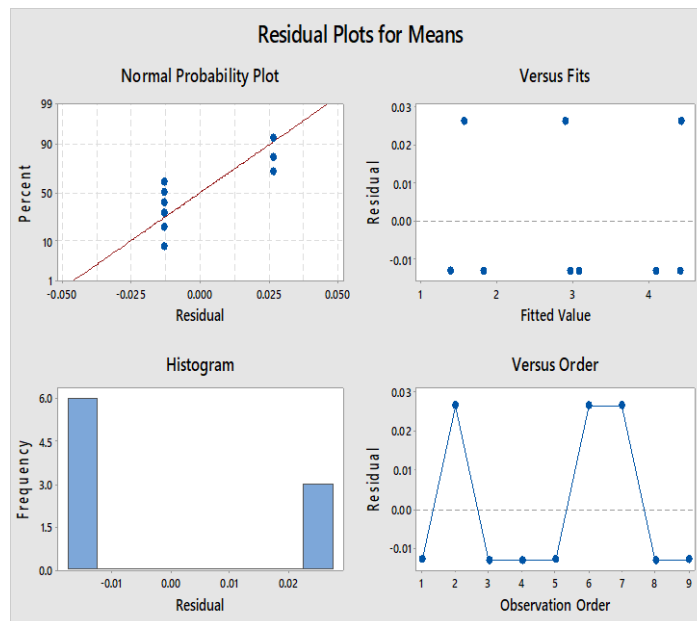 Residual Plots for Means
Normal Probability Plot
99
90
50
10
1
Percent
-0.050 -0.025 0.000 0.025 0.050
Residual
Versus Fits
0.03
0.02
0.01
0.00
-0.01
Residual
1 2 3 4
Fitted Value
Histogram
6.0
4.5
3.0
1.5
0.0
Frequency
-0.01 0.00 0.01 0.02
Residual
Versus Order
0.03
0.02
0.01
0.00
-0.01
Residual
1 2 3 4 5 6 7 8 9
Observation Order